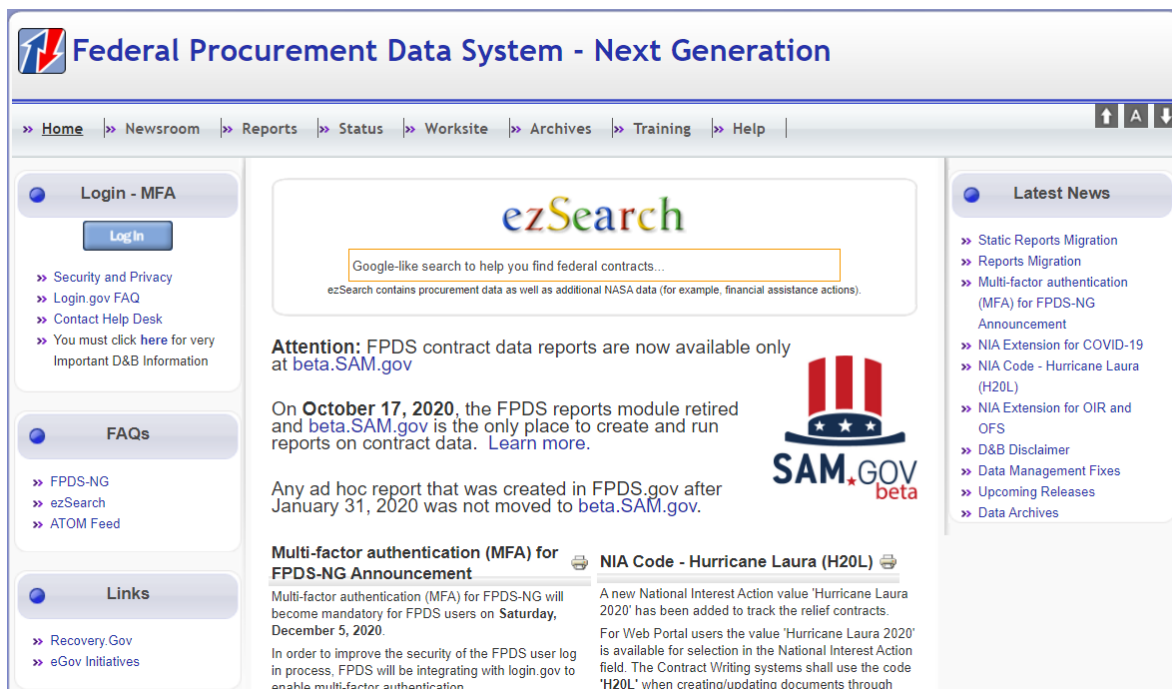 Federal Procurement Data System - Next Generation
» Home » Newsroom » Reports » Status » Worksite » Archives » Training » Help
A
Login - MFA
Log In
» Security and Privacy
» Login.gov FAQ
» Contact Help Desk
» You must click here for very
Important D&B Information
FAQs
» FPDS-NG
» ezSearch
» ATOM Feed
Links
» Recovery.Gov
» eGov Initiatives
ezSearch
Google-like search to help you find federal contracts...
ezSearch contains procurement data as well as additional NASA data (for example, financial assistance actions).
Attention: FPDS contract data reports are now available only
at beta.SAM.gov
On October 17, 2020, the FPDS reports module retired
and beta.SAM.gov is the only place to create and run
reports on contract data. Learn more.
Any ad hoc report that was created in FPDS.gov after
January 31, 2020 was not moved to beta.SAM.gov.
SAM.GOV
beta
Multi-factor authentication (MFA) for
FPDS-NG Announcement
Multi-factor authentication (MFA) for FPDS-NG will
become mandatory for FPDS users on Saturday,
December 5, 2020.
In order to improve the security of the FPDS user log
in process, FPDS will be integrating with login.gov to
enable multi-factor authentication
NIA Code - Hurricane Laura (H20L)
A new National Interest Action value 'Hurricane Laura
2020' has been added to track the relief contracts.
For Web Portal users the value 'Hurricane Laura 2020'
is available for selection in the National Interest Action
field. The Contract Writing systems shall use the code
'H20L' when creating/updating documents through
Latest News
» Static Reports Migration
» Reports Migration
» Multi-factor authentication
(MFA) for FPDS-NG
Announcement
» NIA Extension for COVID-19
» NIA Code - Hurricane Laura
(H20L)
» NIA Extension for OIR and
OFS
» D&B Disclaimer
» Data Management Fixes
» Upcoming Releases
» Data Archives